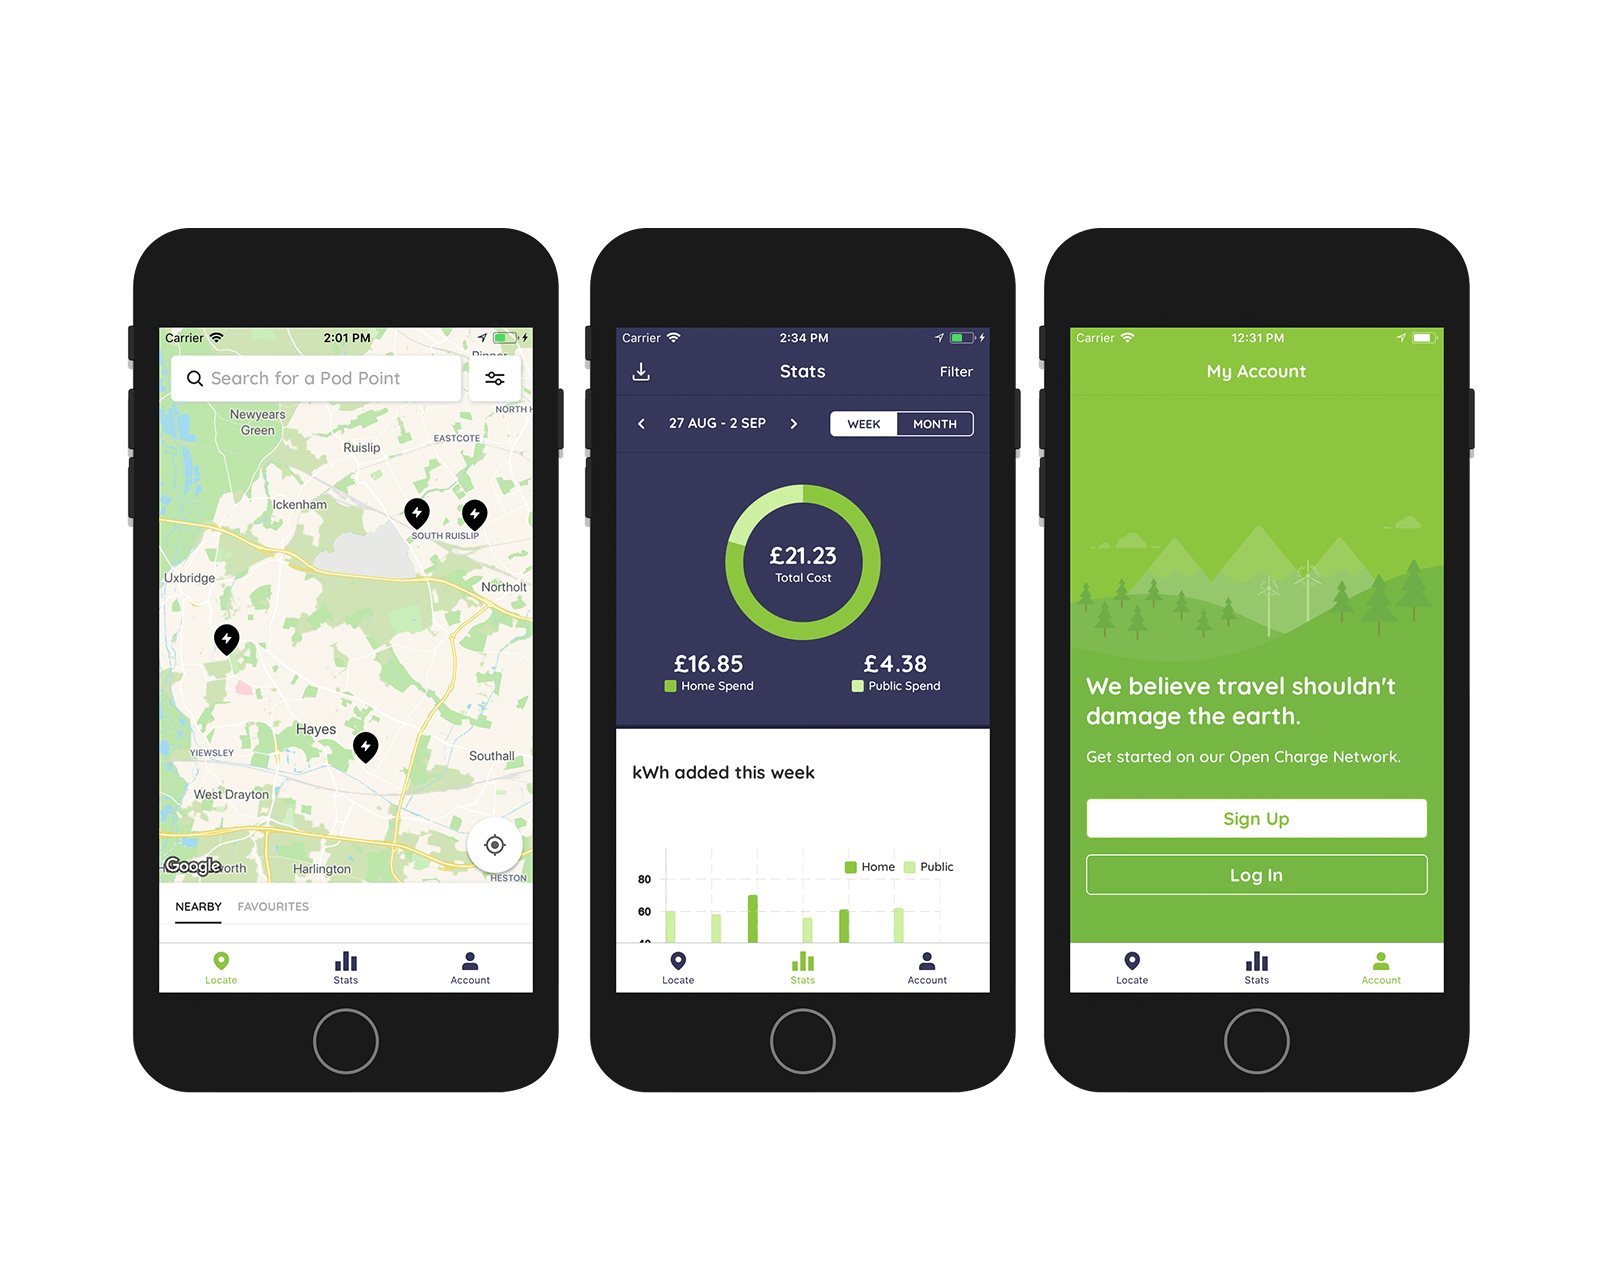 Carrier 2:01 PM
Pinner
Search for a Pod Point
NORTH H
Newyears
Green
EASTCOTE
Ruislip
Ickenham
SOUTH RUISLIP
Uxbridge
Northolt
Hayes
YIEWSLEY
Southall
West Drayton
Google
orth
Harlington
HESTON
NEARBY FAVOURITES
Locate Stats Account
Carrier 2:34 PM
Stats
Filter
27 AUG - 2 SEP
WEEK MONTH
£21.23
Total Cost
£16.85
Home Spend
£4.38
Public Spend
kWh added this week
Home Public
80
60
40
Locate Stats Account
Carrier 12:31 PM
My Account
We believe travel shouldn't
damage the earth.
Get started on our Open Charge Network.
Sign Up
Log In
Locate Stats Account